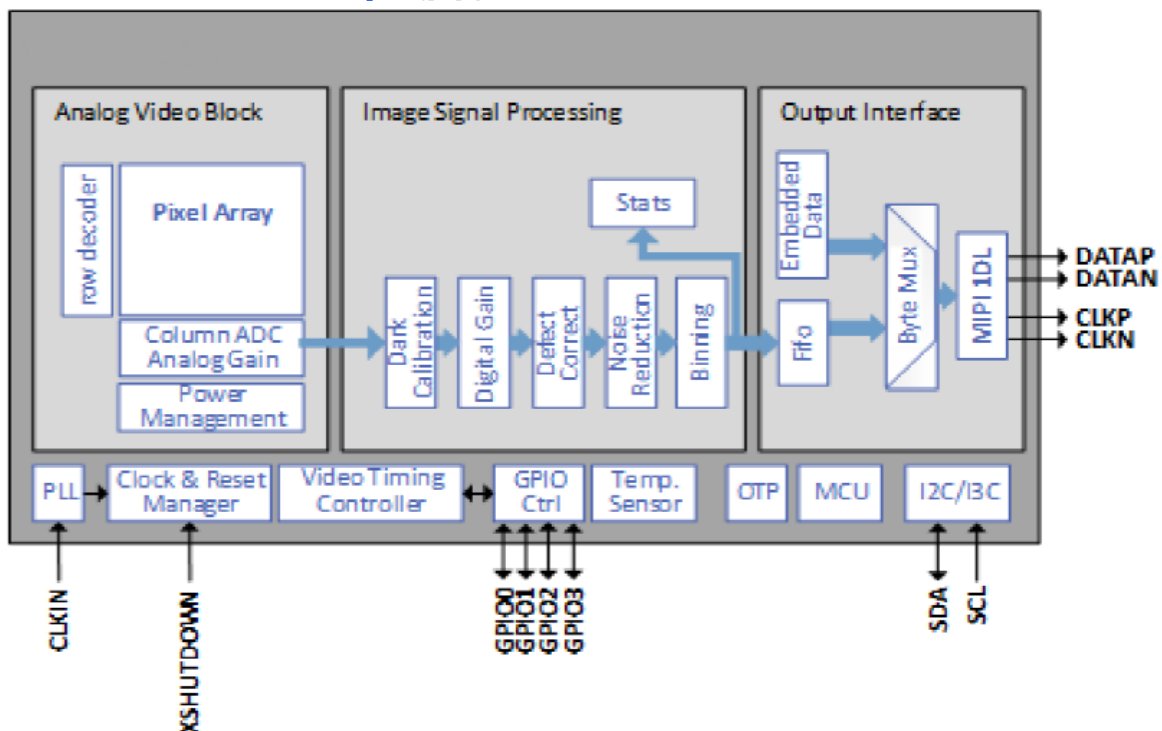 Analog Video Block
Image Signal Processing
Output Interface
row decoder
Pixel Array
Column ADC
Analog Gain
Power
Management
Dark
Calibration
Digital Gain
Defect
Correct
Noise
Reduction
Binning
Stats
Embedded
Data
Fifo
Byte Mux
MIPI 1DL
DATAP
DATAN
CLKP
CLKN
PLL
Clock & Reset
Manager
Video Timing
Controller
GPIO
Ctrl
Temp.
Sensor
OTP
MCU
I2C/I3C
CLKIN
XSHUTDOWN
GPIO0
GPIO1
GPIO2
GPIO3
SDA
SCL